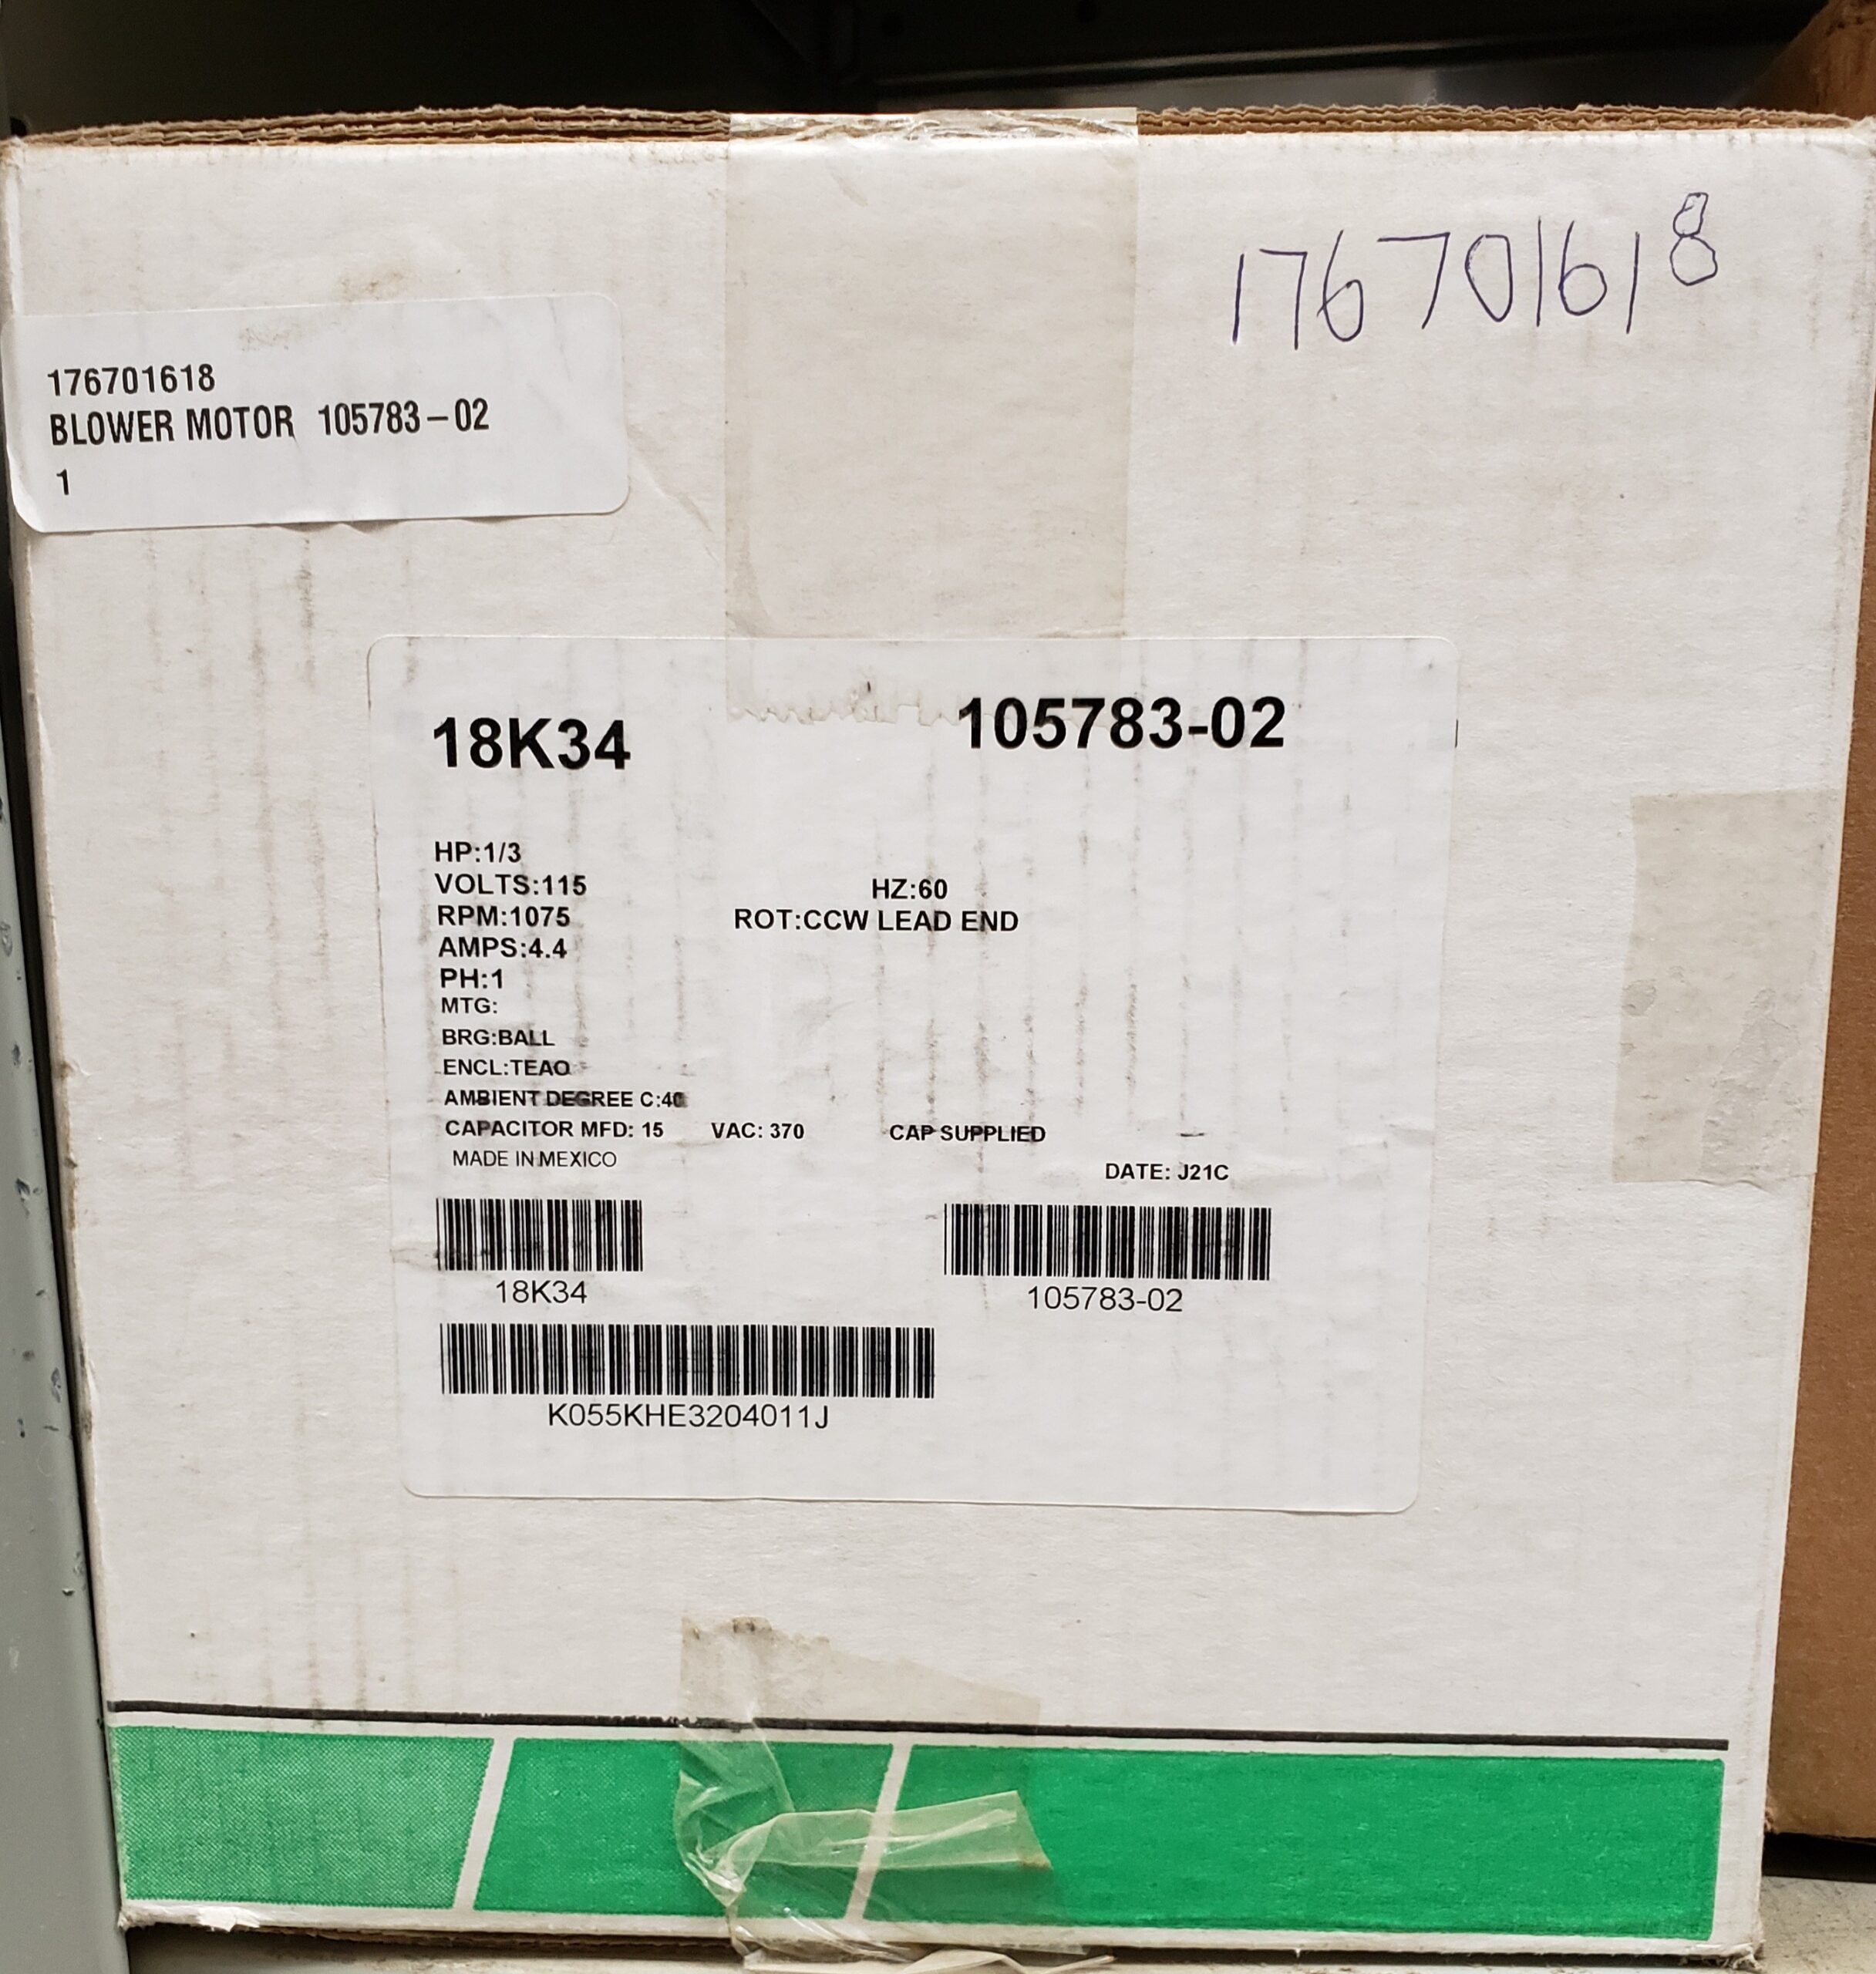 176701618
176701618
BLOWER MOTOR 105783-02
1
18K34 105783-02
HP:1/3
VOLTS:115 HZ:60
RPM:1075 ROT:CCW LEAD END
AMPS:4.4
PH:1
MTG:
BRG:BALL
ENCL:TEAO
AMBIENT DEGREE C:40
CAPACITOR MFD: 15 VAC: 370 CAP SUPPLIED
MADE IN MEXICO DATE: J21C
18K34 105783-02
K055KHE3204011J